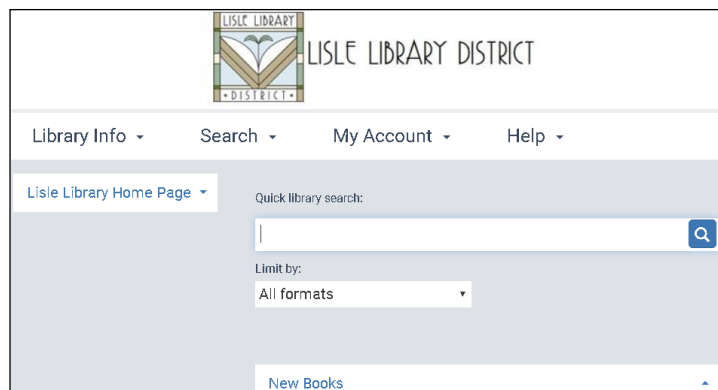 LISLE LIBRARY
• DISTRICT •
LISLE LIBRARY DISTRICT
Library Info Search My Account Help
Lisle Library Home Page
Quick library search:
Limit by:
All formats
New Books